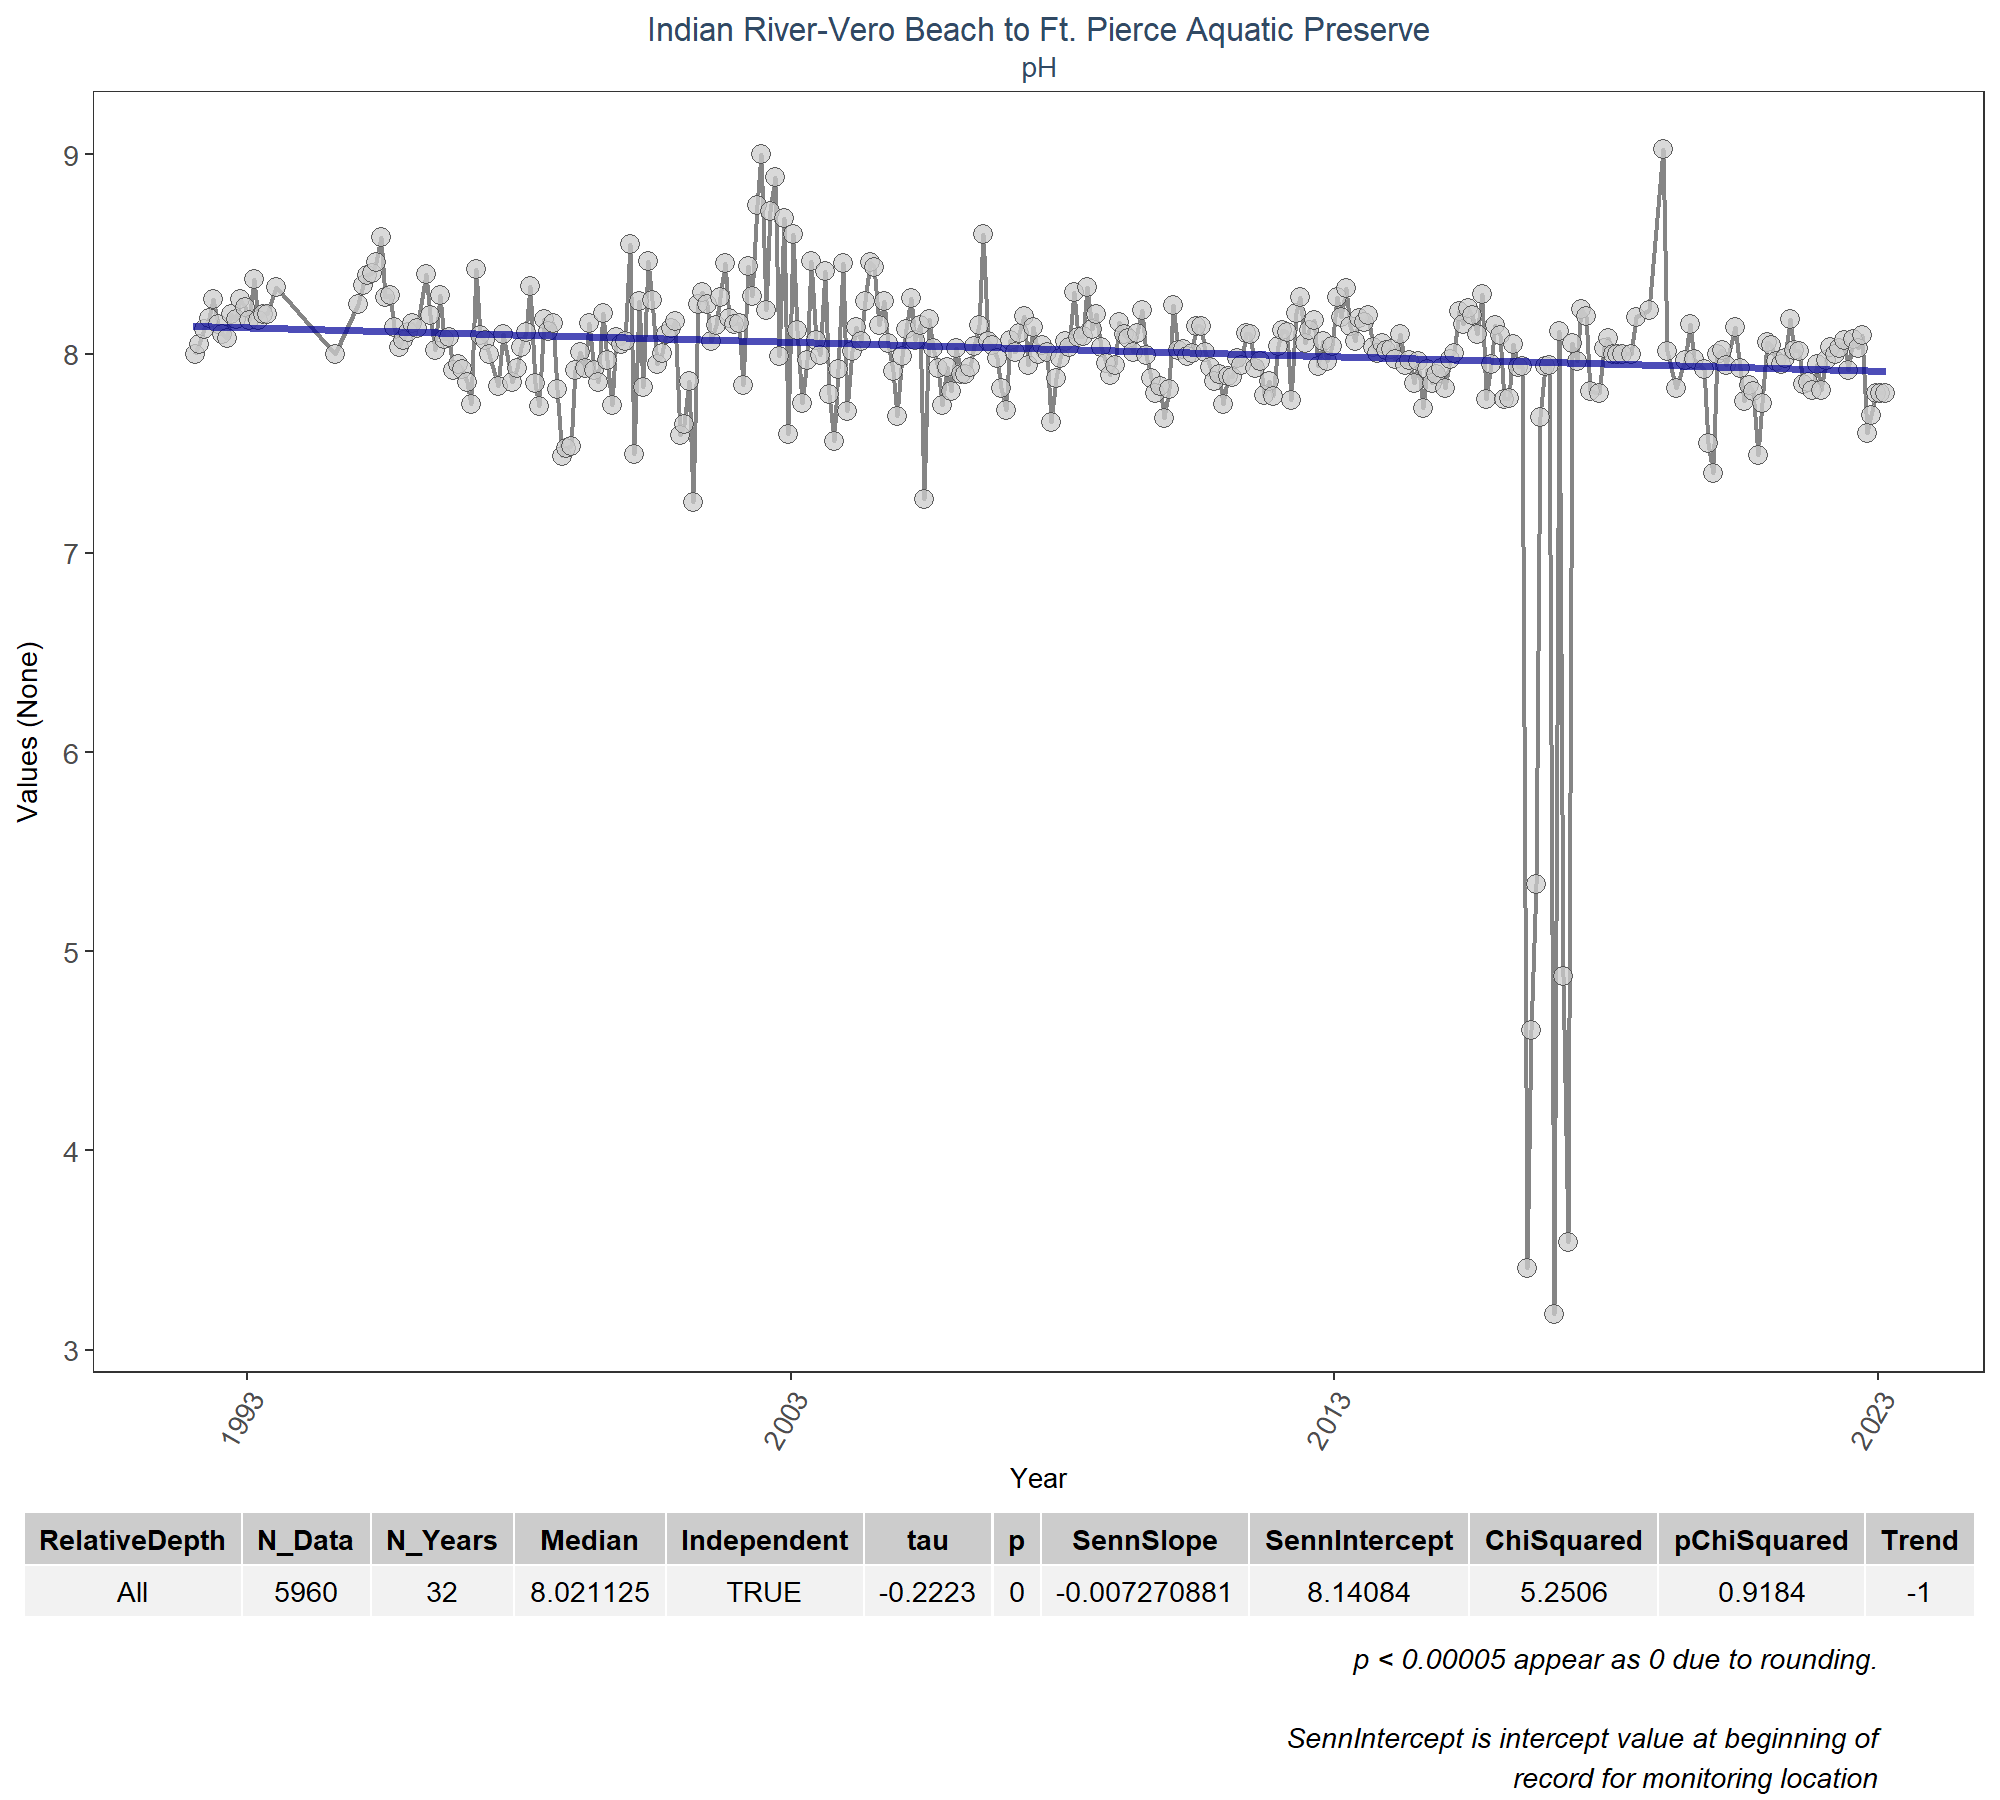 Indian River-Vero Beach to Ft. Pierce Aquatic Preserve
pH
9
8
7
6
5
4
3
Values (None)
1993
2003
2013
2023
Year
RelativeDepth N_Data N_Years Median Independent tau p SennSlope SennIntercept ChiSquared pChiSquared Trend
All 5960 32 8.021125 TRUE -0.2223 0 -0.007270881 8.14084 5.2506 0.9184 -1
p < 0.00005 appear as 0 due to rounding.
SennIntercept is intercept value at beginning of
record for monitoring location